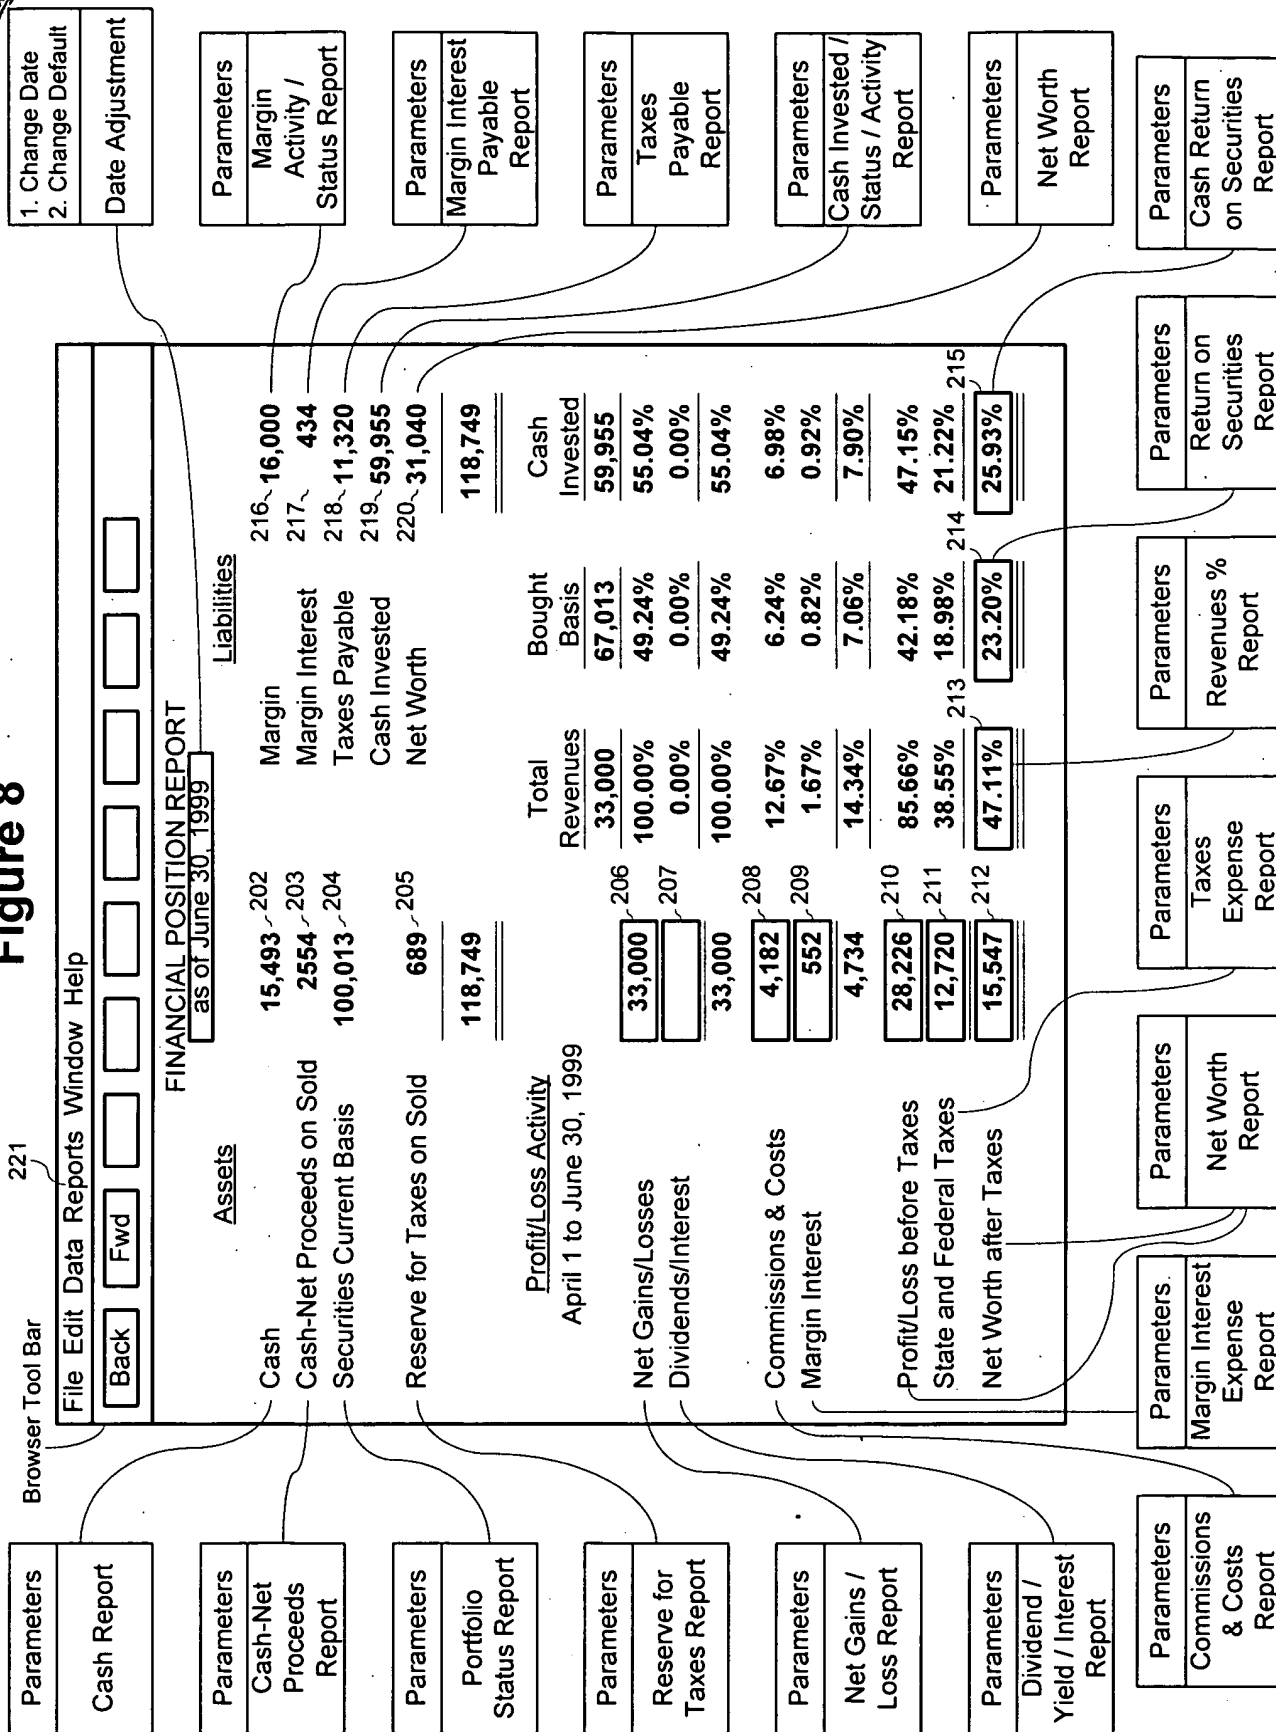 Figure 8
Browser Tool Bar
221
File Edit Data Reports Window Help
Back
Fwd
FINANCIAL POSITION REPORT
as of June 30, 1999
Assets
Liabilities
Cash 15,493 202
Cash-Net Proceeds on Sold 2554 203
Securities Current Basis 100,013 204
Reserve for Taxes on Sold 689 205
118,749
Margin 216 16,000
Margin Interest 217 434
Taxes Payable 218 11,320
Cash Invested 219 59,955
Net Worth 220 31,040
118,749
Profit/Loss Activity
April 1 to June 30, 1999
Total Revenues
Bought Basis
Cash Invested
33,000 67,013 59,955
Net Gains/Losses 33,000 206 100.00% 49.24% 55.04%
Dividends/Interest 207 0.00% 0.00% 0.00%
33,000 100.00% 49.24% 55.04%
Commissions & Costs 4,182 208 12.67% 6.24% 6.98%
Margin Interest 552 209 1.67% 0.82% 0.92%
4,734 14.34% 7.06% 7.90%
Profit/Loss before Taxes 28,226 210 85.66% 42.18% 47.15%
State and Federal Taxes 12,720 211 38.55% 18.98% 21.22%
213 214 215
Net Worth after Taxes 15,547 212 47.11% 23.20% 25.93%
Parameters
Cash Report
Parameters
Cash-Net
Proceeds
Report
Parameters
Portfolio
Status Report
Parameters
Reserve for
Taxes Report
Parameters
Net Gains /
Loss Report
Parameters
Dividend /
Yield / Interest
Report
1. Change Date
2. Change Default
Date Adjustment
Parameters
Margin
Activity /
Status Report
Parameters
Margin Interest
Payable
Report
Parameters
Taxes
Payable
Report
Parameters
Cash Invested /
Status / Activity
Report
Parameters
Net Worth
Report
Parameters
Commissions
& Costs
Report
Parameters
Margin Interest
Expense
Report
Parameters
Net Worth
Report
Parameters
Taxes
Expense
Report
Parameters
Revenues %
Report
Parameters
Return on
Securities
Report
Parameters
Cash Return
on Securities
Report